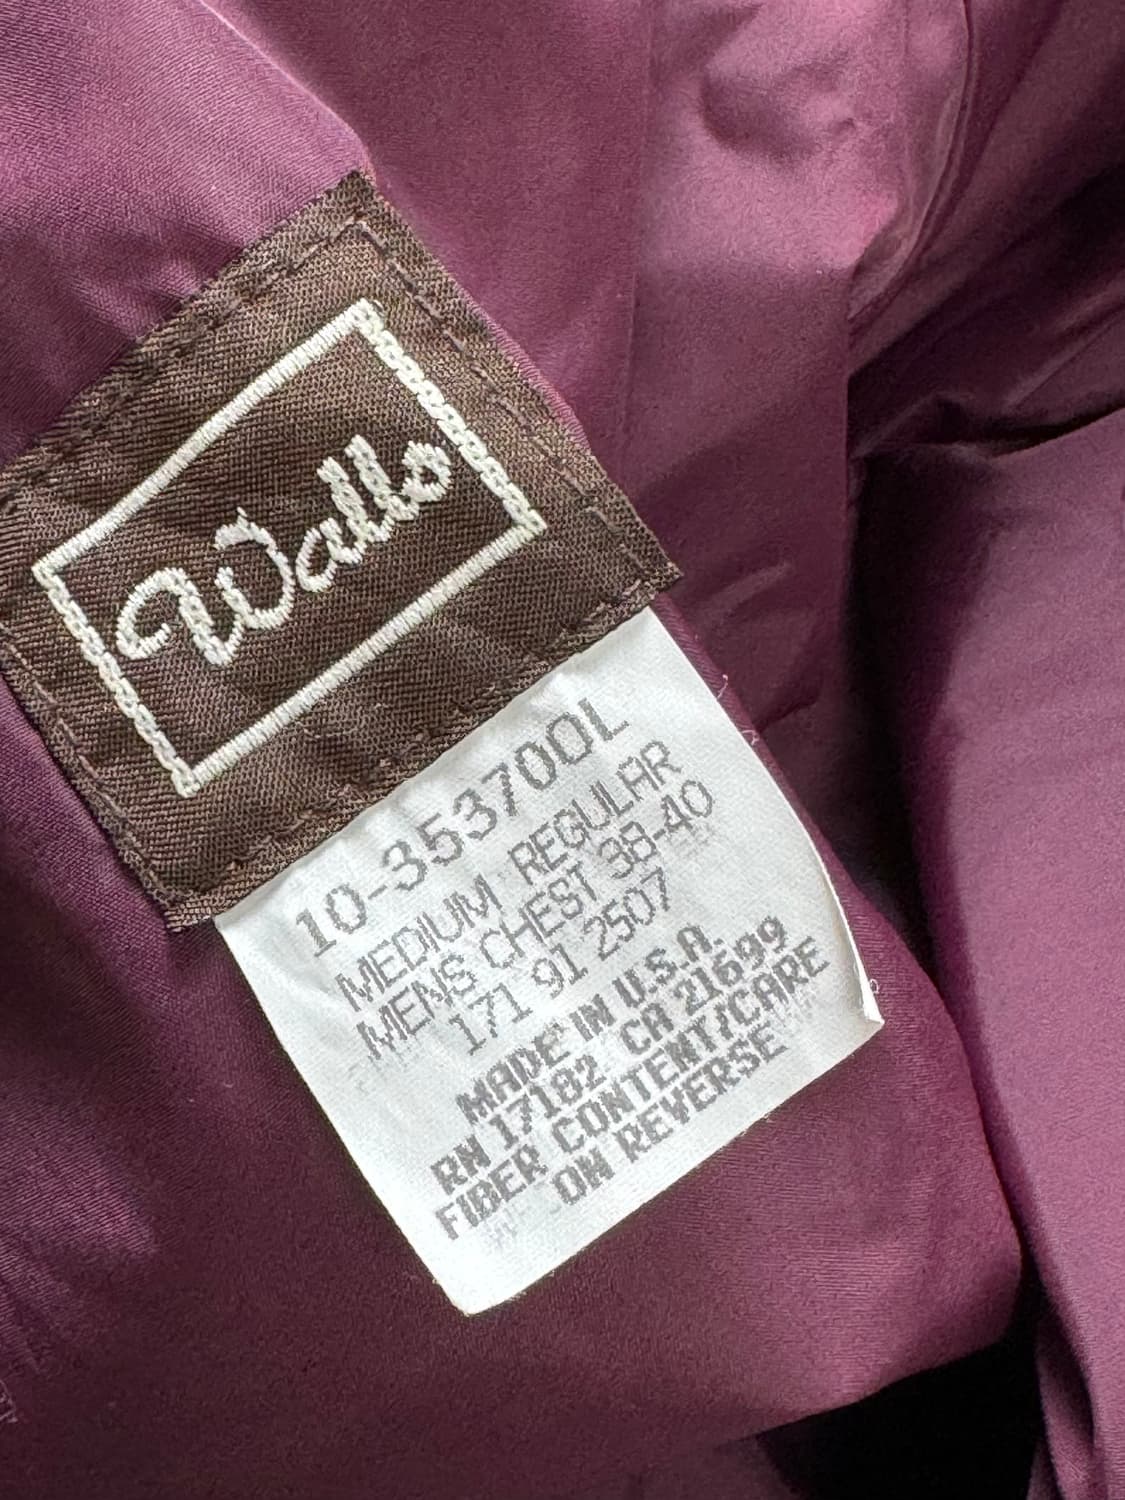 Walls
10-353700L
MEDIUM REGULAR
MENS CHEST 38-40
171 91 2507
MADE IN U.S.A.
RN 17182 CA 21699
FIBER CONTENT/CARE
ON REVERSE